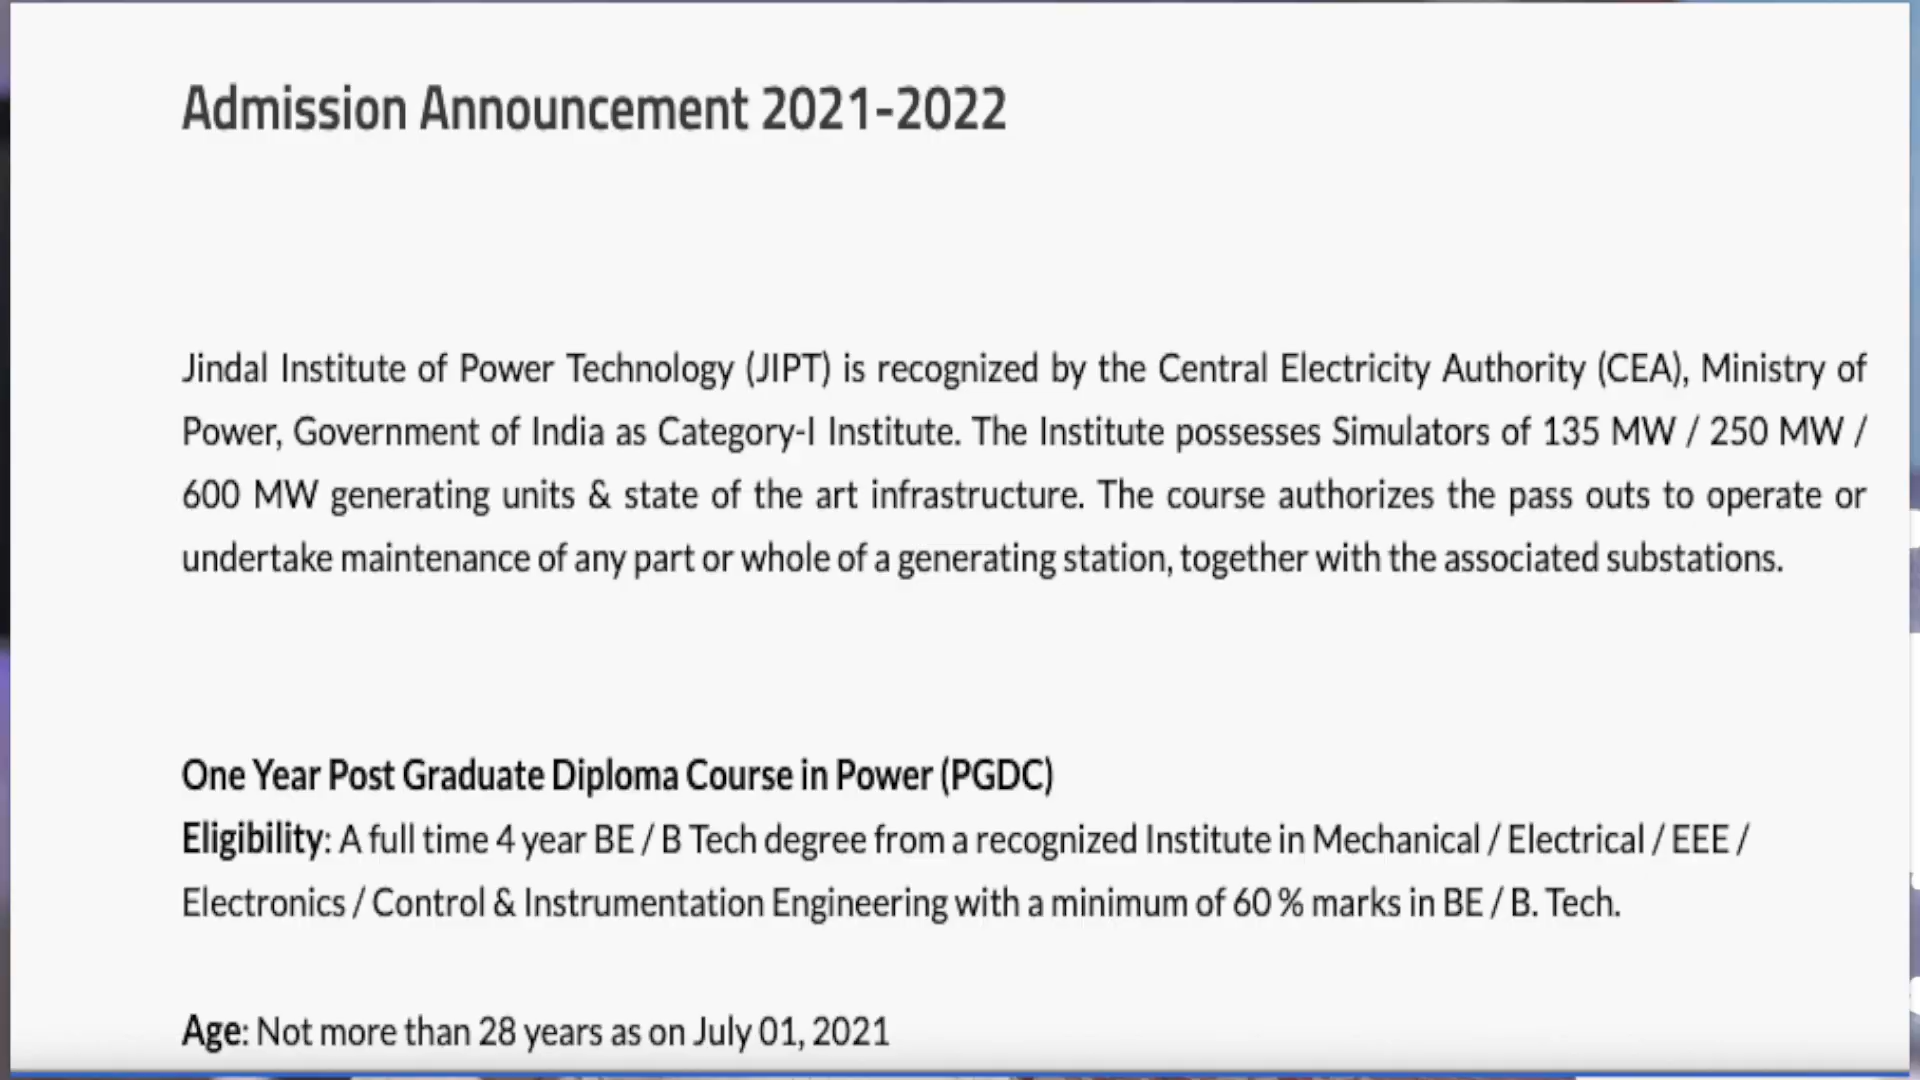 Admission Announcement 2021-2022
Jindal Institute of Power Technology (JIPT) is recognized by the Central Electricity Authority (CEA), Ministry of
Power, Government of India as Category-I Institute. The Institute possesses Simulators of 135 MW / 250 MW /
600 MW generating units & state of the art infrastructure. The course authorizes the pass outs to operate or
undertake maintenance of any part or whole of a generating station, together with the associated substations.
One Year Post Graduate Diploma Course in Power (PGDC)
Eligibility: A full time 4 year BE / B Tech degree from a recognized Institute in Mechanical / Electrical / EEE /
Electronics / Control & Instrumentation Engineering with a minimum of 60 % marks in BE / B. Tech.
Age: Not more than 28 years as on July 01, 2021